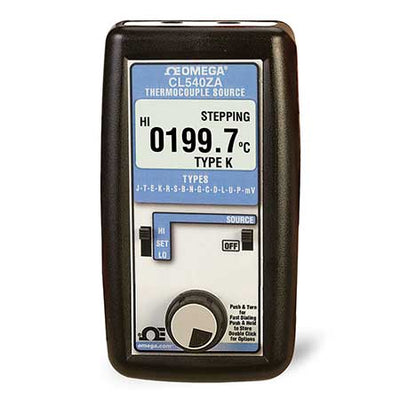 ΩEOMEGA®
CL540ZA
THERMOCOUPLE SOURCE
STEPPING
HI
0199.7°C
TYPE K
TYPES
J-T-E-K-R-S-B-N-G-C-D-L-U-P-mV
SOURCE
HI
SET
LO
OFF
Push & Turn
for
Fast Dialing
Push & Hold
to Store
Double Click
for Options
omega.com